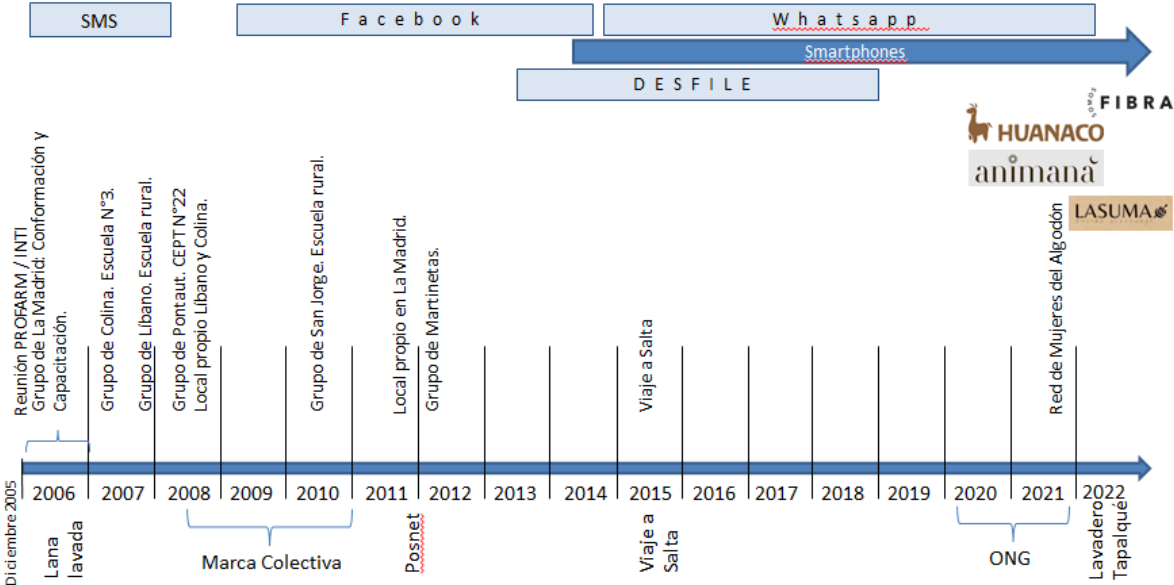 SMS
Facebook
Whatsapp
Smartphones
DESFILE
SOMOS
FIBRA
HUANACO
animaná
LASUMA
Reunión PROFARM / INTI
Grupo de La Madrid: Conformación y
Capacitación.
Grupo de Colina. Escuela N°3.
Grupo de Líbano. Escuela rural.
Grupo de Pontaut. CEPT N°22
Local propio Líbano y Colina.
Grupo de San Jorge. Escuela rural.
Local propio en La Madrid.
Grupo de Martinetas.
Viaje a Salta
Red de Mujeres del Algodón
Diciembre 2005
2006
2007
2008
2009
2010
2011
2012
2013
2014
2015
2016
2017
2018
2019
2020
2021
2022
Lana
lavada
Marca Colectiva
Posnet
Viaje a
Salta
ONG
Lavadero
Tapalqué